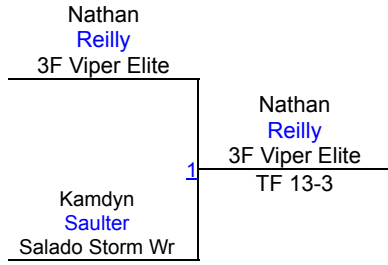 Nathan
Reilly
3F Viper Elite
Nathan
Reilly
3F Viper Elite
1
TF 13-3
Kamdyn
Saulter
Salado Storm Wr